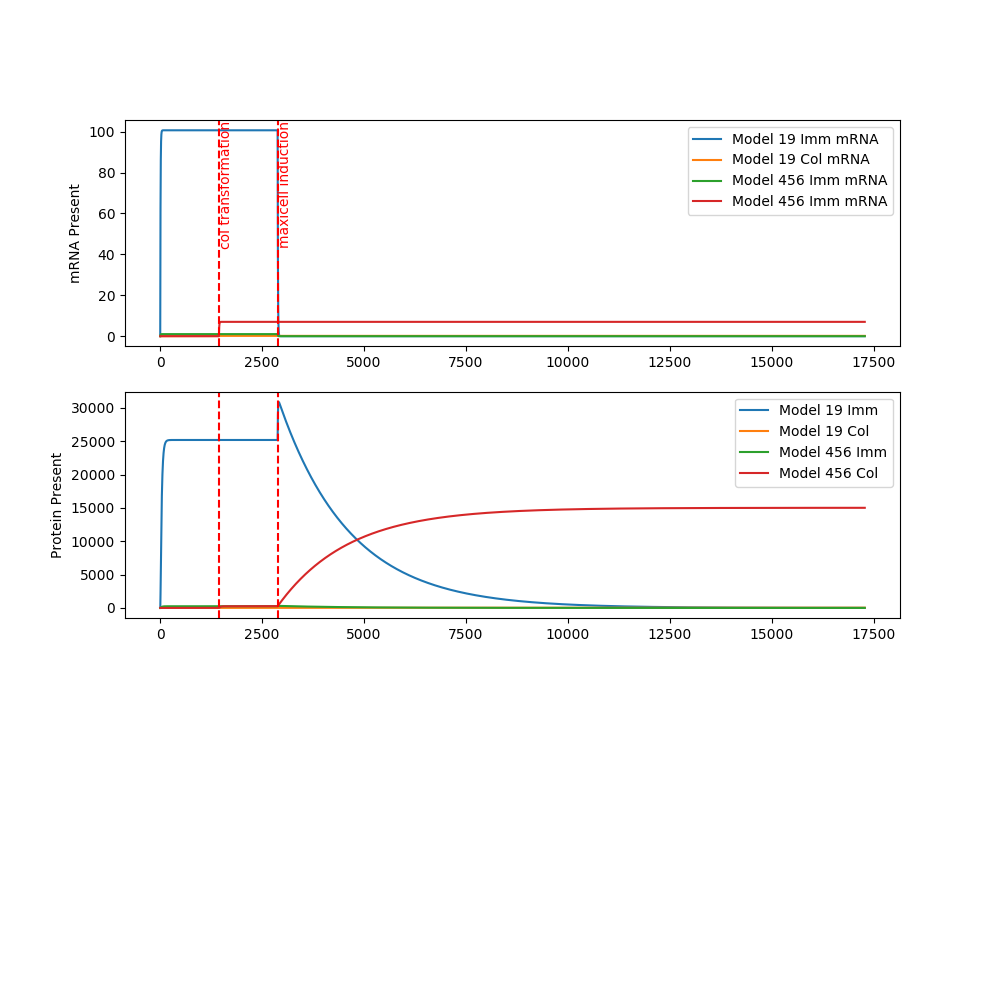 mRNA Present
100
80
60
40
20
0
col transformation
maxicell induction
Model 19 Imm mRNA
Model 19 Col mRNA
Model 456 Imm mRNA
Model 456 Imm mRNA
0 2500 5000 7500 10000 12500 15000 17500
Protein Present
30000
25000
20000
15000
10000
5000
0
Model 19 Imm
Model 19 Col
Model 456 Imm
Model 456 Col
0 2500 5000 7500 10000 12500 15000 17500